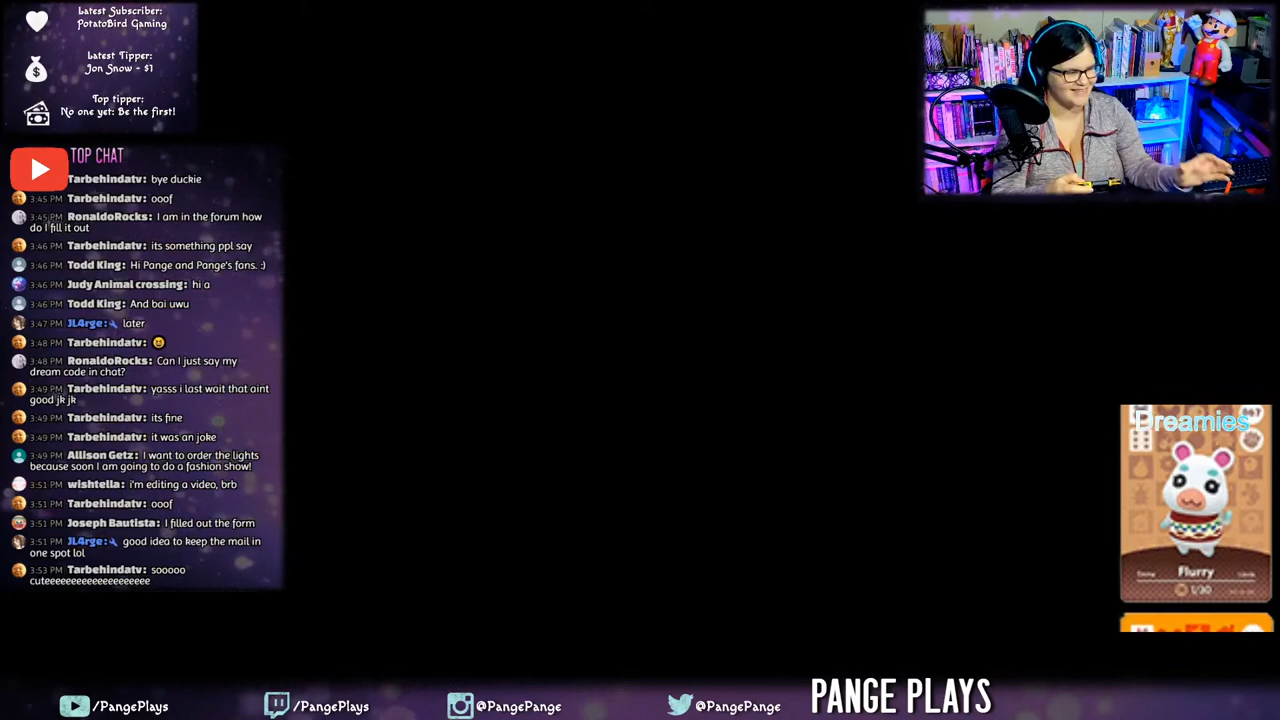 Latest Subscriber:
PotatoBird Gaming
Latest Tipper:
Jon Snow - $1
Top tipper:
No one yet: Be the first!
TOP CHAT
Tarbehindatv: bye duckie
3:45 PM Tarbehindatv: ooof
3:45 PM RonaldoRocks: I am in the forum how
do I fill it out
3:46 PM Tarbehindatv: its something ppl say
3:46 PM Todd King: Hi Pange and Pange's fans. :)
3:46 PM Judy Animal crossing: hi a
3:46 PM Todd King: And bai uwu
3:47 PM JL4rge: later
3:48 PM Tarbehindatv:
3:48 PM RonaldoRocks: Can I just say my
dream code in chat?
3:49 PM Tarbehindatv: yasss i last wait that aint
good jk jk
3:49 PM Tarbehindatv: its fine
3:49 PM Tarbehindatv: it was an joke
3:49 PM Allison Getz: I want to order the lights
because soon I am going to do a fashion show!
3:51 PM wishtella: i'm editing a video, brb
3:51 PM Tarbehindatv: ooof
3:51 PM Joseph Bautista: I filled out the form
3:51 PM JL4rge: good idea to keep the mail in
one spot lol
3:53 PM Tarbehindatv: sooooo
cuteeeeeeeeeeeeeeeeeee
Dreamies
Flurry
1/30
/PangePlays
/PangePlays
@PangePange
@PangePange
PANGE PLAYS